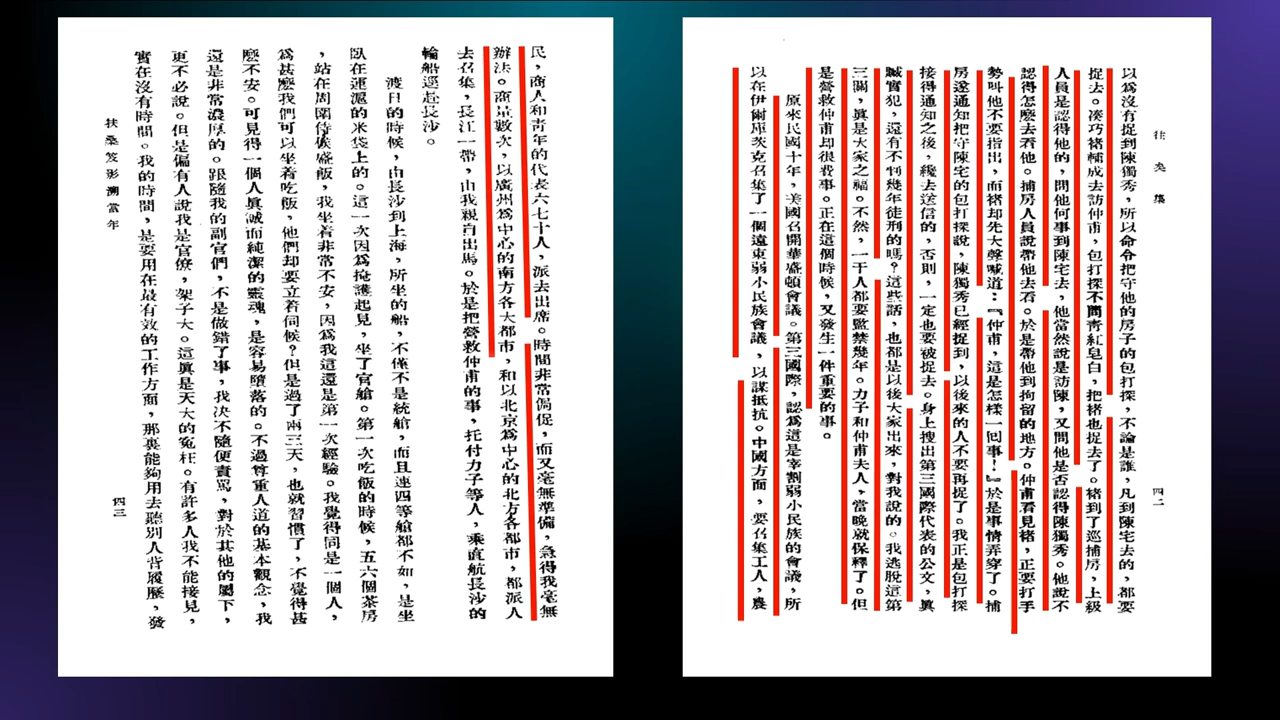 往矣集
四二
以爲沒有捉到陳獨秀，所以命令把守他的房子的包打探，不論是誰，凡到陳宅去的，都要
捉去。湊巧褚輔成去訪仲甫，包打探不問青紅皂白，把褚也捉去了。褚到了巡捕房，上級
人員是認得他的，問他何事到陳宅去，他當然說是訪陳，又問他是否認得陳獨秀。他說不
認得怎麽去看他。捕房人員說帶他去看。於是帶他到拘留的地方。仲甫看見褚，正要打手
勢叫他不要指出，而褚却先大聲喊道：『仲甫，這是怎樣一囘事！』於是事情弄穿了。捕
房遂通知把守陳宅的包打探說，陳獨秀已經捉到，以後來的人不要再捉了。我正是包打探
接得通知之後，纔去送信的，否則，一定也要被捉去。身上搜出第三國際代表的公文，眞
贓實犯，還有不判幾年徒刑的嗎？這些話，也都是以後大家出來，對我說的。我逃脫這第
三關，眞是大家之福。不然，一干人都要監禁幾年。力子和仲甫夫人，當晚就保釋了。但
是營救仲甫却很費事。正在這個時候，又發生一件重要的事。
原來民國十年，美國召開華盛頓會議。第三國際，認爲這是宰割弱小民族的會議，所
以在伊爾庫茨克召集了一個遠東弱小民族會議，以謀抵抗。中國方面，要召集工人，農
民，商人和靑年的代表六七十人，派去出席。時間非常侷促，而又毫無準備，急得我毫無
辦法。商量數次，以廣州爲中心的南方各大都市，和以北京爲中心的北方各都市，都派人
去召集，長江一帶，由我親自出馬。於是把營救仲甫的事，托付力子等人，乘直航長沙的
輪船逕赴長沙。
渡日的時候，由長沙到上海，所坐的船，不僅不是統艙，而且連四等艙都不如，是坐
臥在運滬的米袋上的。這一次因爲掩護起見，坐了官艙。第一次吃飯的時候，五六個茶房
，站在周圍侍候盛飯，我坐着非常不安，因爲我這還是第一次經驗。我覺得同是一個人，
爲甚麽我們可以坐着吃飯，他們却要立着伺候？但是過了兩三天，也就習慣了，不覺得甚
麽不安。可見得一個人眞誠而純潔的靈魂，是容易墮落的。不過尊重人道的基本觀念，我
還是非常濃厚的。跟隨我的副官們，不是做錯了事，我决不隨便責罵，對於其他的屬下，
更不必說。但是偏有人說我是官僚，架子大。這眞是天大的冤枉。有許多人我不能接見，
實在沒有時間。我的時間，是要用在最有效的工作方面，那裏能夠用去聽別人背履歷，發
扶桑笈影溯當年
四三